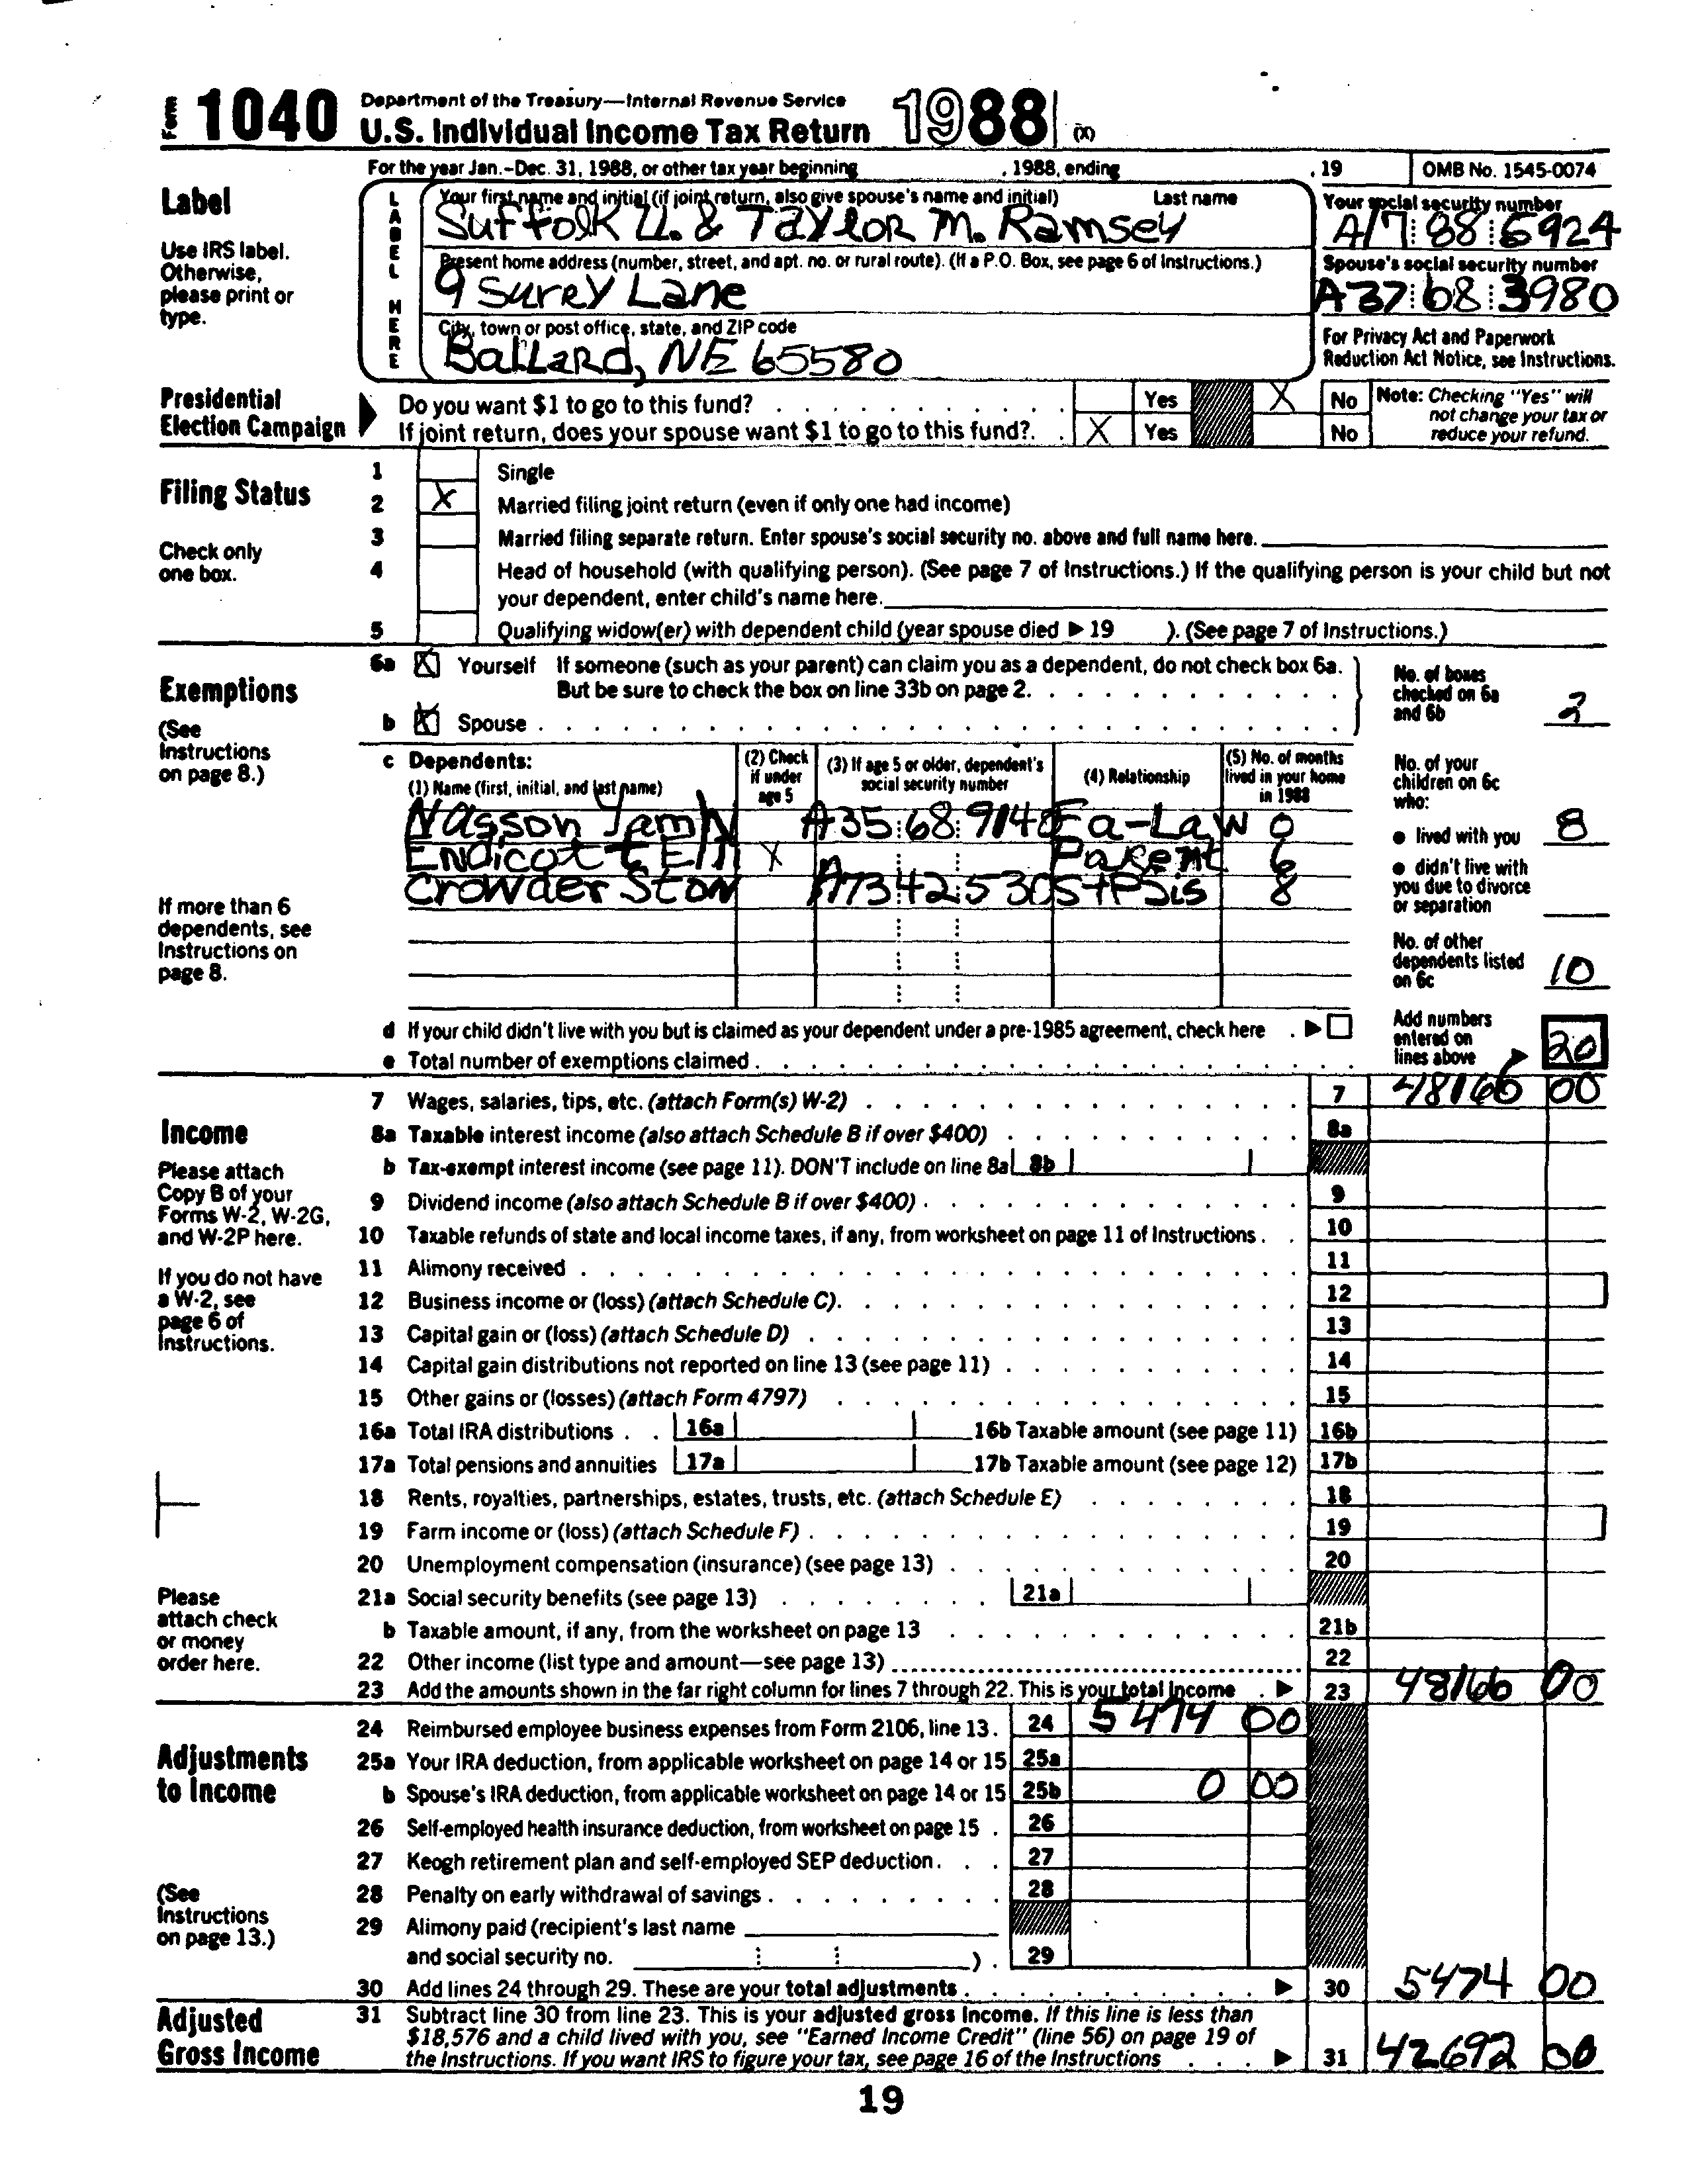 Form 1040 Department of the Treasury—Internal Revenue Service
U.S. Individual Income Tax Return 1988 (X)
For the year Jan.-Dec. 31, 1988, or other tax year beginning , 1988, ending , 19 OMB No. 1545-0074
Label
Use IRS label.
Otherwise,
please print or
type.
LABEL HERE
Your first name and initial (if joint return, also give spouse's name and initial) Last name
Suffolk U. & Taylor M. Ramsey
Your social security number
A17 88 6924
Present home address (number, street, and apt. no. or rural route). (If a P.O. Box, see page 6 of Instructions.)
9 Surey Lane
Spouse's social security number
A37 68 3980
City, town or post office, state, and ZIP code
Ballard, NE 65580
For Privacy Act and Paperwork
Reduction Act Notice, see Instructions.
Presidential
Election Campaign
Do you want $1 to go to this fund? Yes X No
If joint return, does your spouse want $1 to go to this fund? X Yes No
Note: Checking "Yes" will
not change your tax or
reduce your refund.
Filing Status
Check only
one box.
1 Single
2 X Married filing joint return (even if only one had income)
3 Married filing separate return. Enter spouse's social security no. above and full name here.
4 Head of household (with qualifying person). (See page 7 of Instructions.) If the qualifying person is your child but not
your dependent, enter child's name here.
5 Qualifying widow(er) with dependent child (year spouse died ▶ 19 ). (See page 7 of Instructions.)
Exemptions
(See
Instructions
on page 8.)
6a X Yourself If someone (such as your parent) can claim you as a dependent, do not check box 6a.
But be sure to check the box on line 33b on page 2.
b X Spouse
No. of boxes
checked on 6a
and 6b 2
c Dependents:
(1) Name (first, initial, and last name)
(2) Check
if under
age 5
(3) If age 5 or older, dependent's
social security number
(4) Relationship
(5) No. of months
lived in your home
in 1988
Nasson Yam N A35 68 9148 Fa-Law 0
Endicott Ell X Parent 6
Crowder Stow A73 42 530 StPSis 8
If more than 6
dependents, see
Instructions on
page 8.
No. of your
children on 6c
who:
● lived with you 8
● didn't live with
you due to divorce
or separation
No. of other
dependents listed
on 6c 10
d If your child didn't live with you but is claimed as your dependent under a pre-1985 agreement, check here ▶
e Total number of exemptions claimed
Add numbers
entered on
lines above ▶ 20
Income
Please attach
Copy B of your
Forms W-2, W-2G,
and W-2P here.
If you do not have
a W-2, see
page 6 of
Instructions.
Please
attach check
or money
order here.
7 Wages, salaries, tips, etc. (attach Form(s) W-2) 7 48166 00
8a Taxable interest income (also attach Schedule B if over $400) 8a
b Tax-exempt interest income (see page 11). DON'T include on line 8a 8b
9 Dividend income (also attach Schedule B if over $400) 9
10 Taxable refunds of state and local income taxes, if any, from worksheet on page 11 of Instructions 10
11 Alimony received 11
12 Business income or (loss) (attach Schedule C) 12
13 Capital gain or (loss) (attach Schedule D) 13
14 Capital gain distributions not reported on line 13 (see page 11) 14
15 Other gains or (losses) (attach Form 4797) 15
16a Total IRA distributions 16a 16b Taxable amount (see page 11) 16b
17a Total pensions and annuities 17a 17b Taxable amount (see page 12) 17b
18 Rents, royalties, partnerships, estates, trusts, etc. (attach Schedule E) 18
19 Farm income or (loss) (attach Schedule F) 19
20 Unemployment compensation (insurance) (see page 13) 20
21a Social security benefits (see page 13) 21a
b Taxable amount, if any, from the worksheet on page 13 21b
22 Other income (list type and amount—see page 13) 22
23 Add the amounts shown in the far right column for lines 7 through 22. This is your total income ▶ 23 48166 00
Adjustments
to Income
(See
Instructions
on page 13.)
24 Reimbursed employee business expenses from Form 2106, line 13. 24 5474 00
25a Your IRA deduction, from applicable worksheet on page 14 or 15 25a
b Spouse's IRA deduction, from applicable worksheet on page 14 or 15 25b 0 00
26 Self-employed health insurance deduction, from worksheet on page 15 26
27 Keogh retirement plan and self-employed SEP deduction 27
28 Penalty on early withdrawal of savings 28
29 Alimony paid (recipient's last name
and social security no. ) 29
30 Add lines 24 through 29. These are your total adjustments ▶ 30 5474 00
Adjusted
Gross Income
31 Subtract line 30 from line 23. This is your adjusted gross income. If this line is less than
$18,576 and a child lived with you, see "Earned Income Credit" (line 56) on page 19 of
the Instructions. If you want IRS to figure your tax, see page 16 of the Instructions ▶ 31 42692 00
19